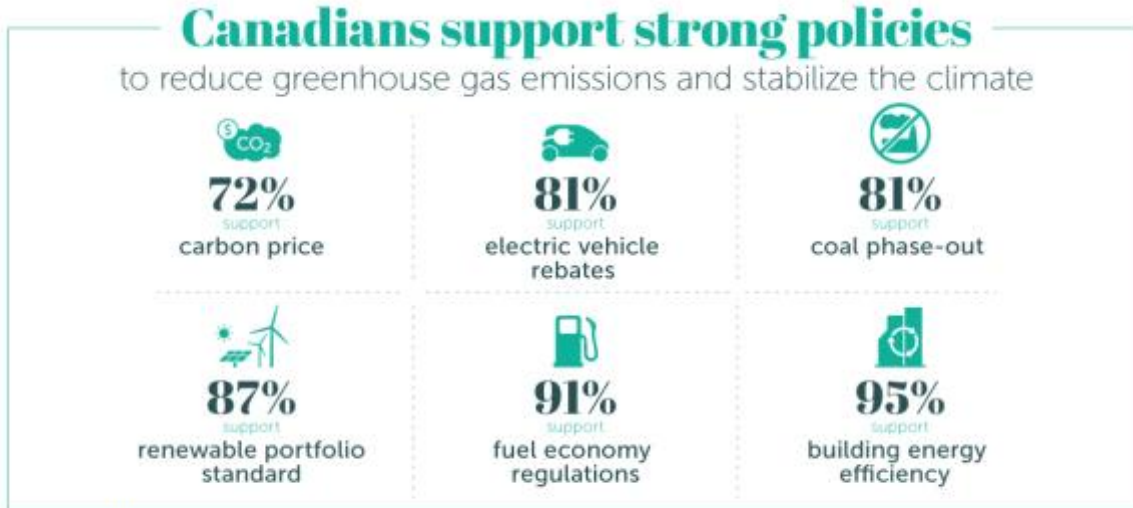 Canadians support strong policies
to reduce greenhouse gas emissions and stabilize the climate
$
CO₂
72%
support
carbon price
81%
support
electric vehicle
rebates
81%
support
coal phase-out
87%
support
renewable portfolio
standard
91%
support
fuel economy
regulations
95%
support
building energy
efficiency